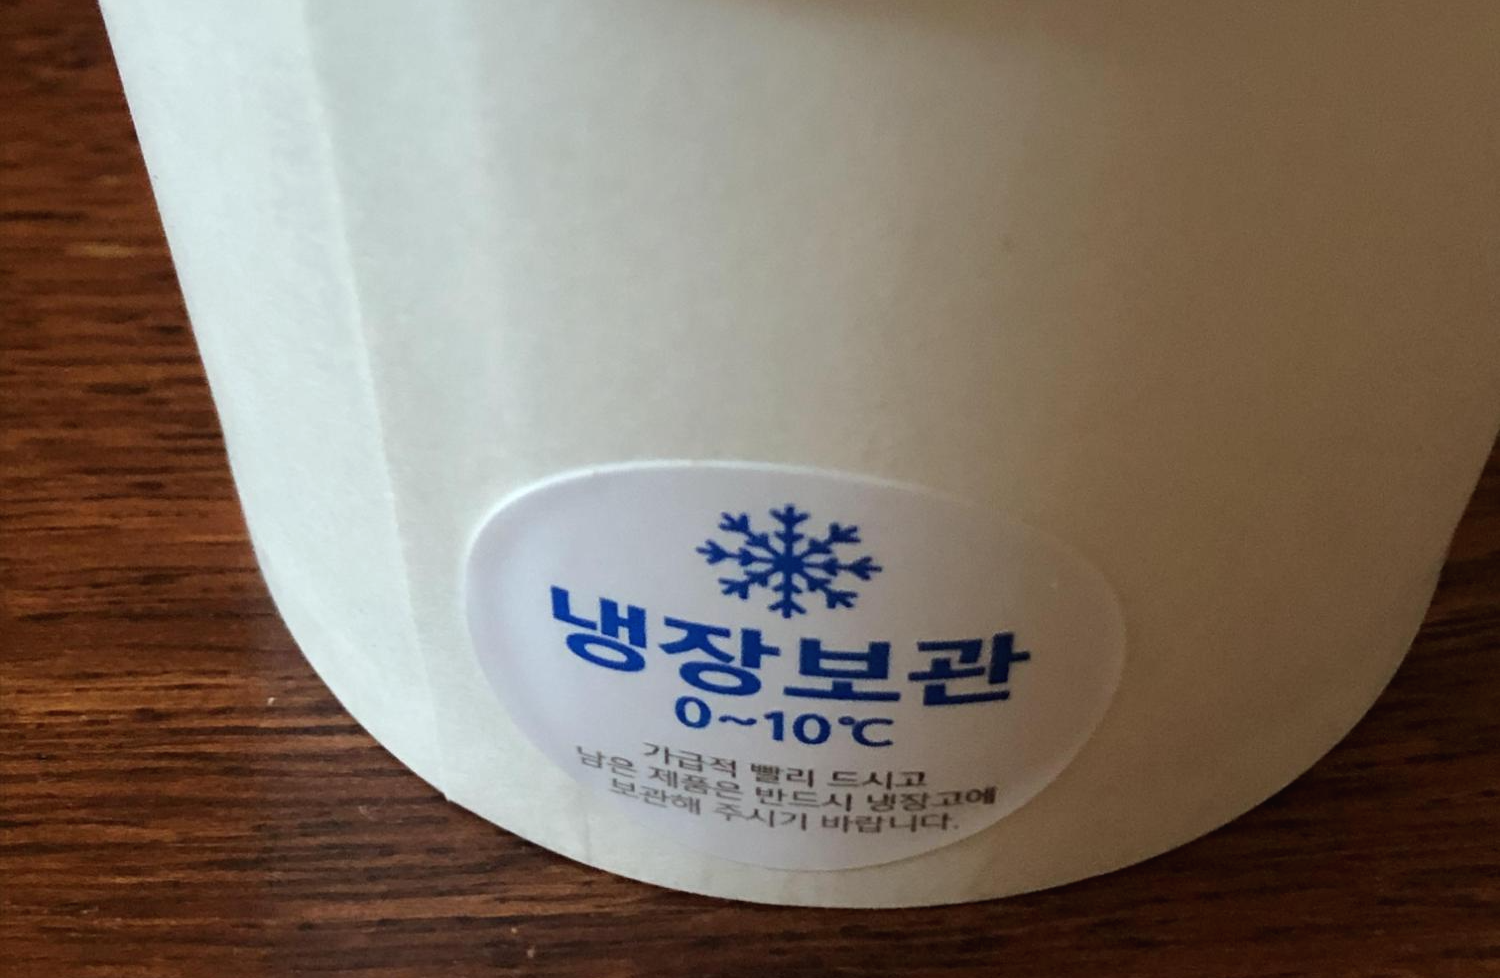 냉장보관
0~10℃
가급적 빨리 드시고
남은 제품은 반드시 냉장고에
보관해 주시기 바랍니다.